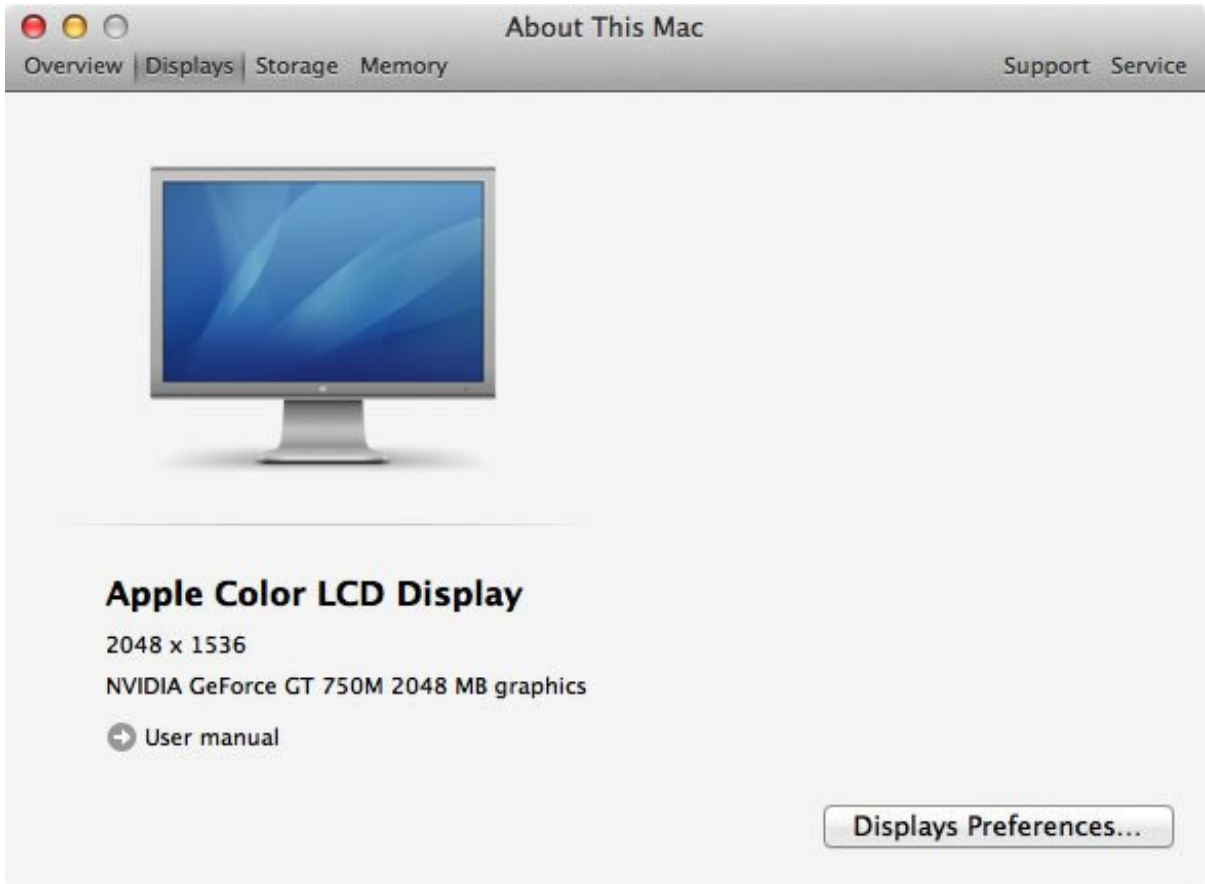 About This Mac
Overview Displays Storage Memory Support Service
Apple Color LCD Display
2048 x 1536
NVIDIA GeForce GT 750M 2048 MB graphics
User manual
Displays Preferences...